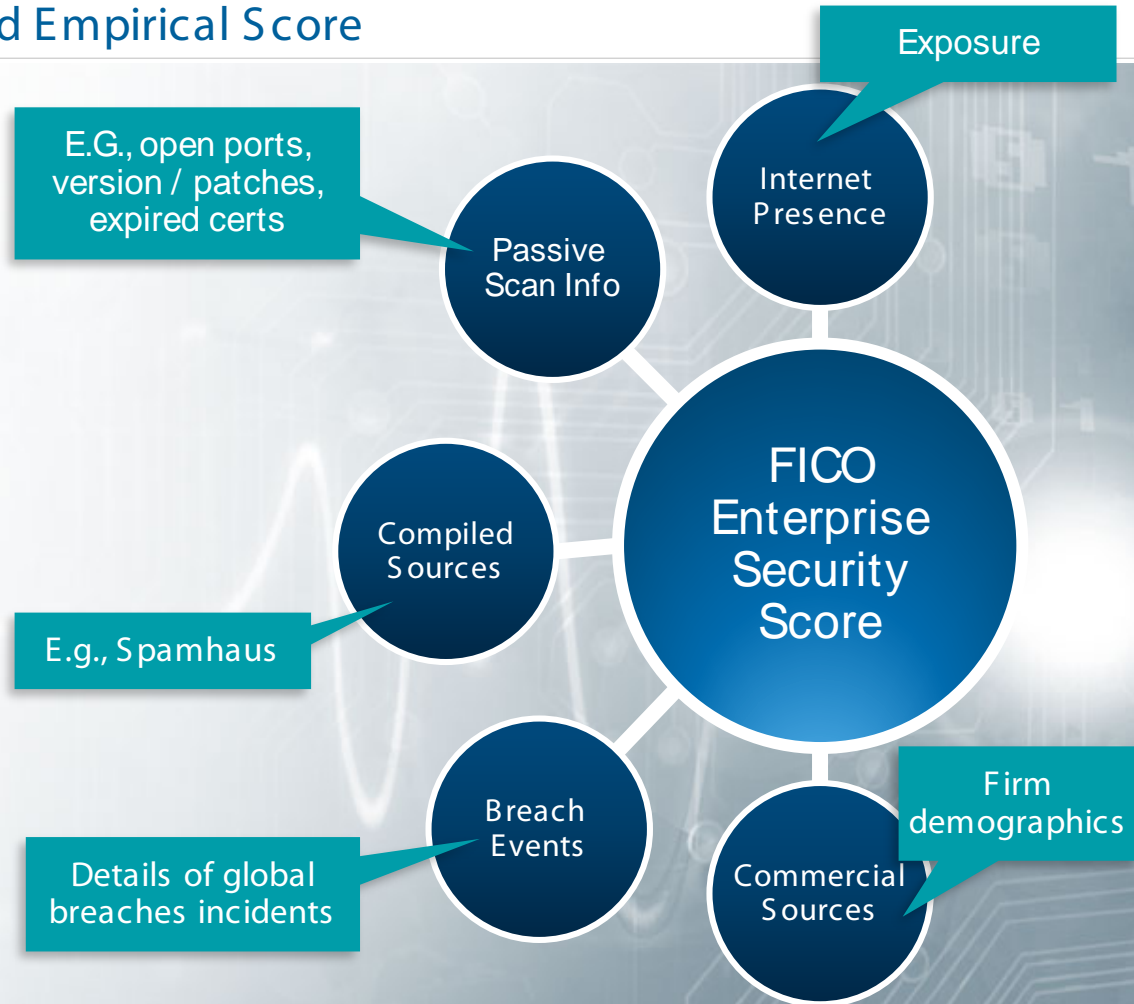 d Empirical Score
Exposure
E.G., open ports,
version / patches,
expired certs
Internet
Presence
Passive
Scan Info
FICO
Enterprise
Security
Score
Compiled
Sources
E.g., Spamhaus
Breach
Events
Details of global
breaches incidents
Firm
demographics
Commercial
Sources